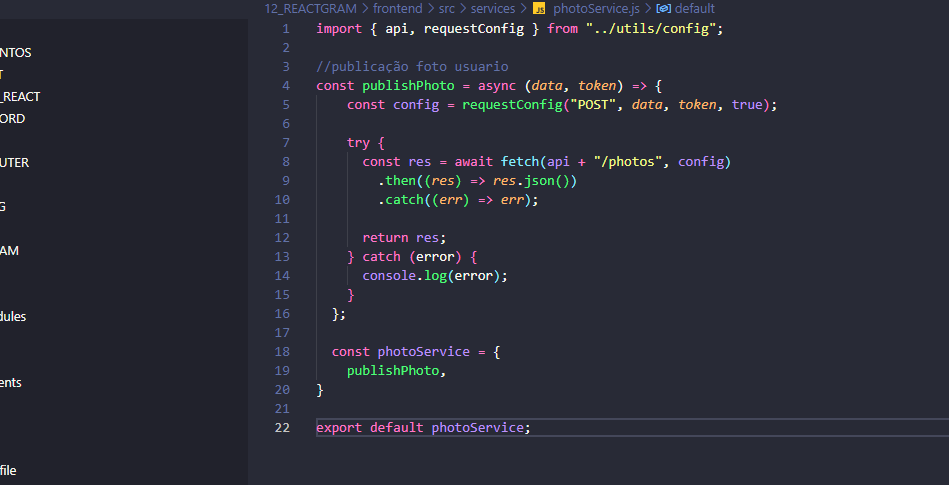 12_REACTGRAM > frontend > src > services > JS photoService.js > default
NTOS
T
_REACT
ORD
UTER
G
AM
dules
ents
file
1 import { api, requestConfig } from "../utils/config";
2
3 //publicação foto usuario
4 const publishPhoto = async (data, token) => {
5 const config = requestConfig("POST", data, token, true);
6
7 try {
8 const res = await fetch(api + "/photos", config)
9 .then((res) => res.json())
10 .catch((err) => err);
11
12 return res;
13 } catch (error) {
14 console.log(error);
15 }
16 };
17
18 const photoService = {
19 publishPhoto,
20 }
21
22 export default photoService;